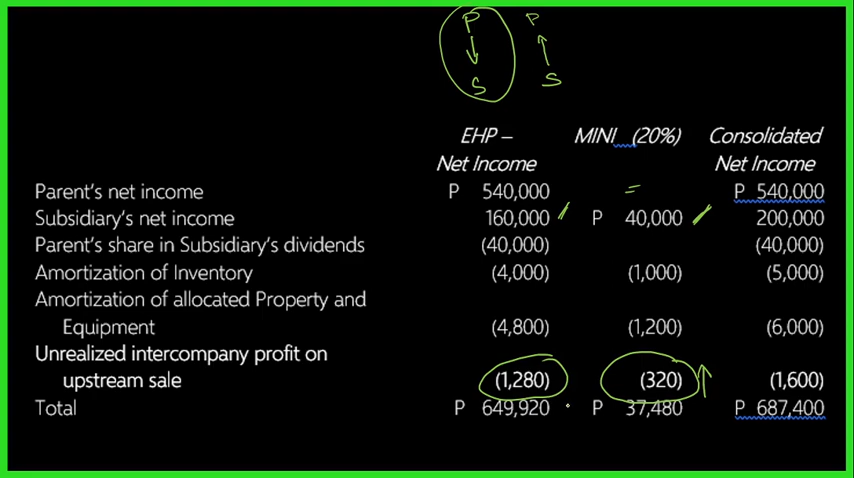 P P
S S
EHP – MINI (20%) Consolidated
Net Income Net Income
Parent's net income P 540,000 = P 540,000
Subsidiary's net income 160,000 P 40,000 200,000
Parent's share in Subsidiary's dividends (40,000) (40,000)
Amortization of Inventory (4,000) (1,000) (5,000)
Amortization of allocated Property and
Equipment (4,800) (1,200) (6,000)
Unrealized intercompany profit on
upstream sale (1,280) (320) (1,600)
Total P 649,920 P 37,480 P 687,400